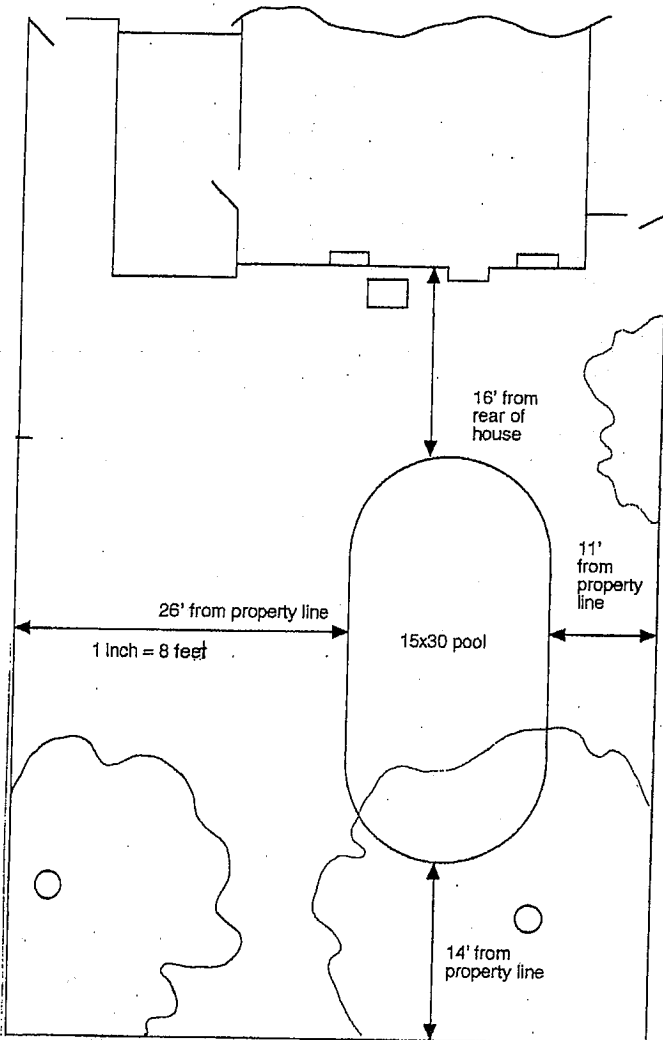 16' from
rear of
house
11'
from
property
line
26' from property line
1 inch = 8 feet
15x30 pool
14' from
property line